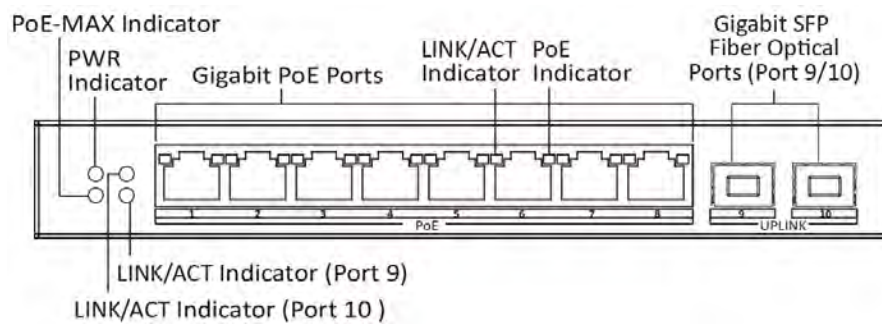 PoE-MAX Indicator
PWR
Indicator
Gigabit PoE Ports
LINK/ACT
Indicator
PoE
Indicator
Gigabit SFP
Fiber Optical
Ports (Port 9/10)
1 2 3 4 5 6 7 8 9 10
PoE
UPLINK
LINK/ACT Indicator (Port 9)
LINK/ACT Indicator (Port 10 )